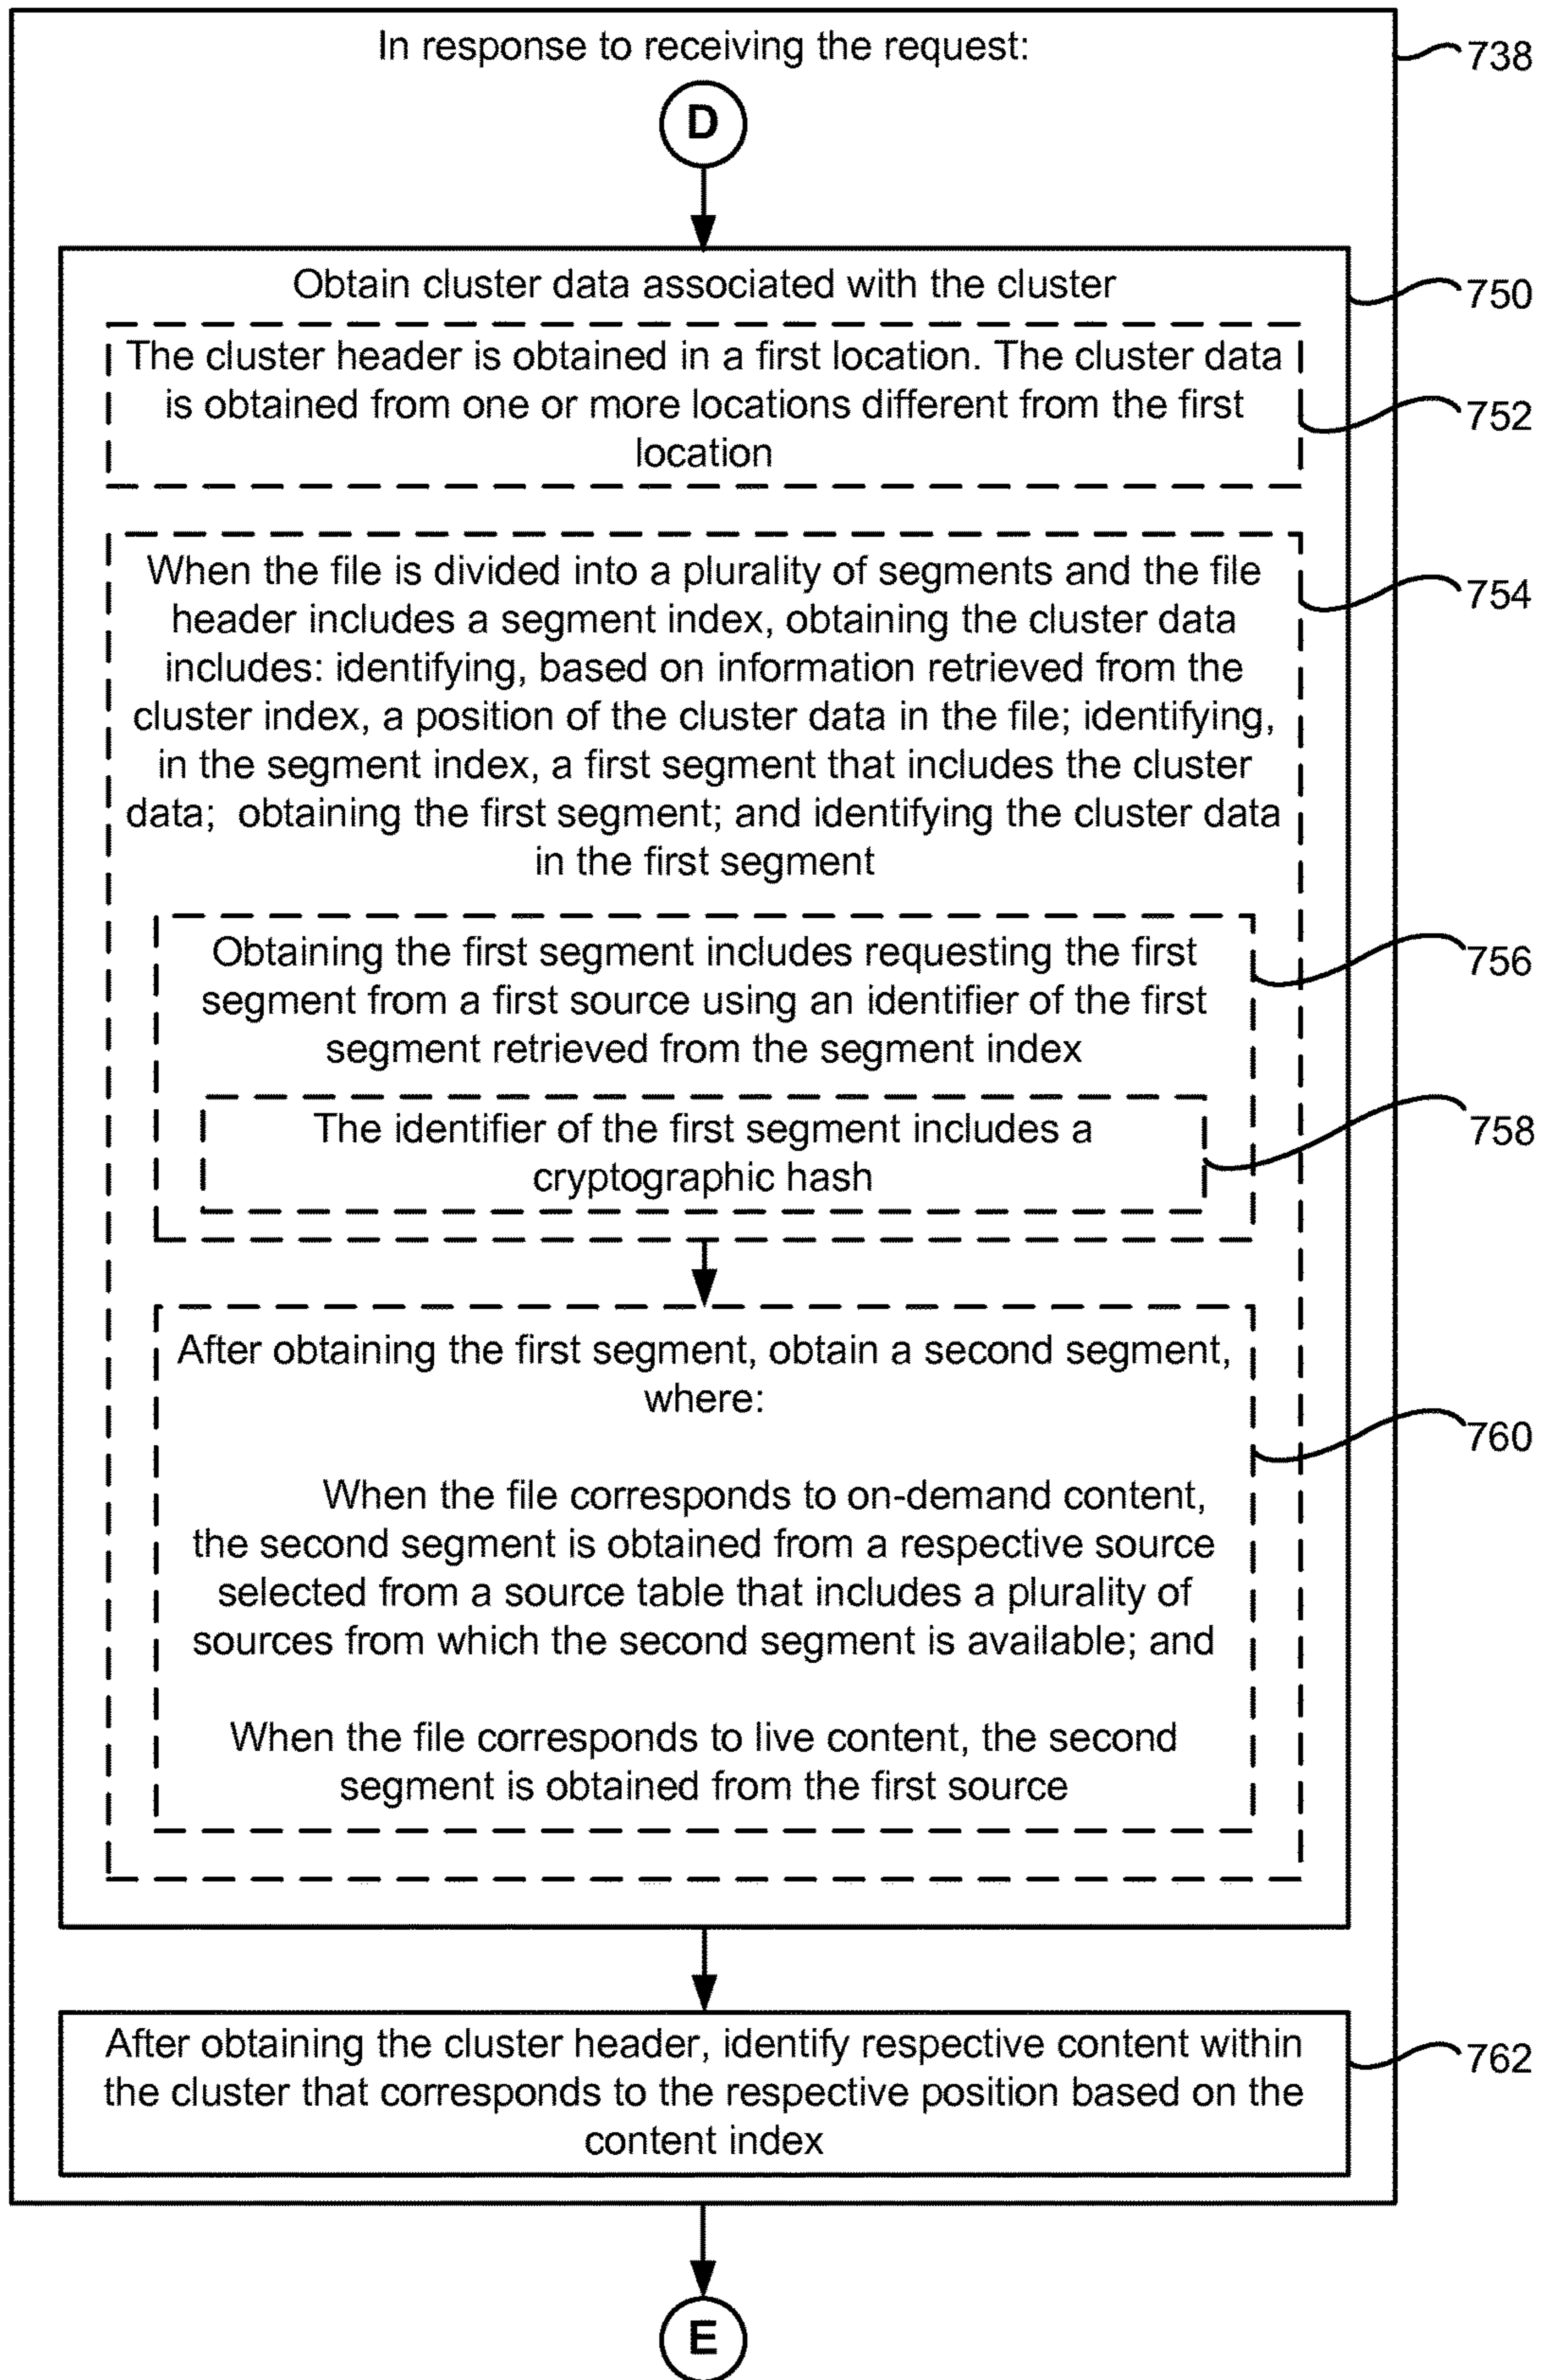 In response to receiving the request:
738
D
Obtain cluster data associated with the cluster
750
The cluster header is obtained in a first location. The cluster data
is obtained from one or more locations different from the first
location
752
When the file is divided into a plurality of segments and the file
header includes a segment index, obtaining the cluster data
includes: identifying, based on information retrieved from the
cluster index, a position of the cluster data in the file; identifying,
in the segment index, a first segment that includes the cluster
data; obtaining the first segment; and identifying the cluster data
in the first segment
754
Obtaining the first segment includes requesting the first
segment from a first source using an identifier of the first
segment retrieved from the segment index
756
The identifier of the first segment includes a
cryptographic hash
758
After obtaining the first segment, obtain a second segment,
where:
When the file corresponds to on-demand content,
the second segment is obtained from a respective source
selected from a source table that includes a plurality of
sources from which the second segment is available; and
When the file corresponds to live content, the second
segment is obtained from the first source
760
After obtaining the cluster header, identify respective content within
the cluster that corresponds to the respective position based on the
content index
762
E